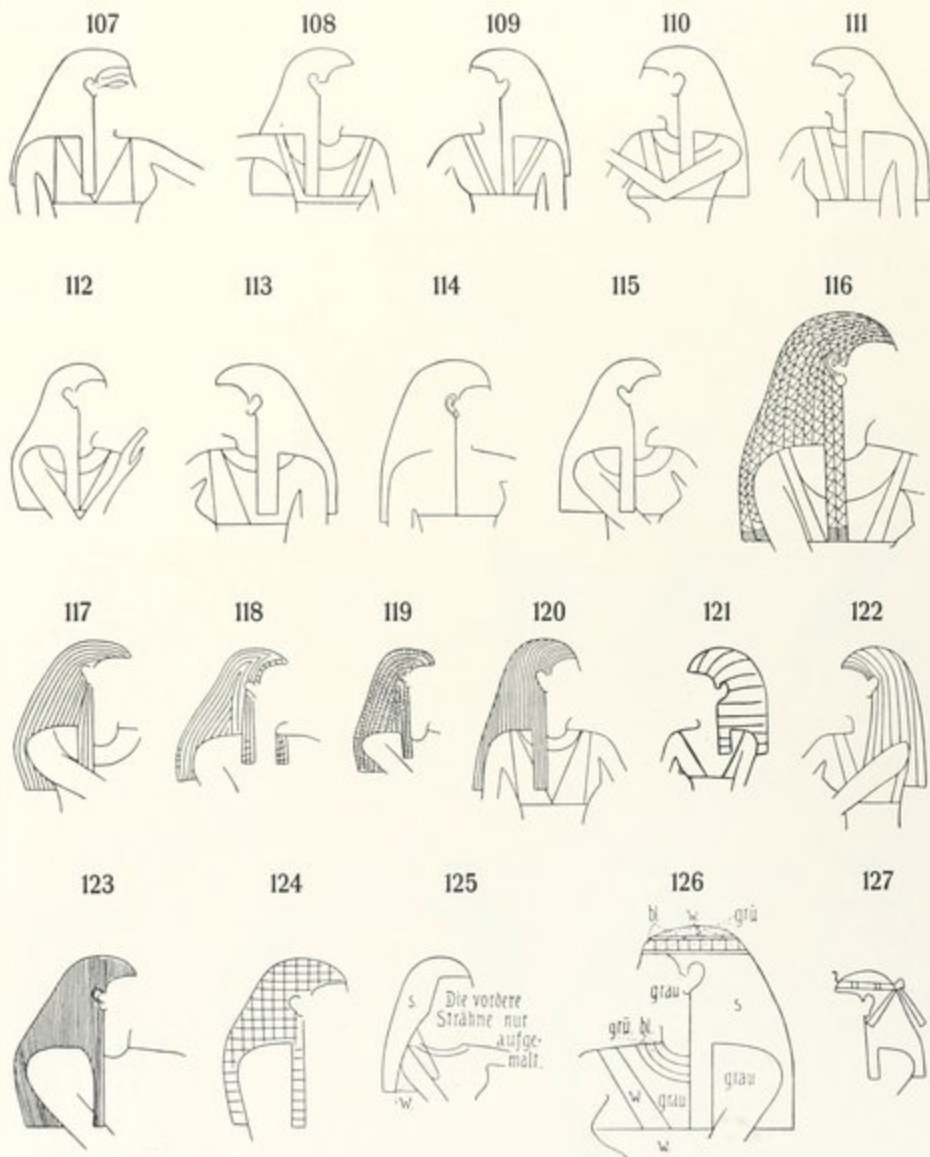 107 108 109 110 111
112 113 114 115 116
117 118 119 120 121 122
123 124 125 126 127
bl. w. grü
s.
s. Die vordere
Strähne nur
aufge-
malt.
w.
grau
s
grü. bl.
w grau grau
w.